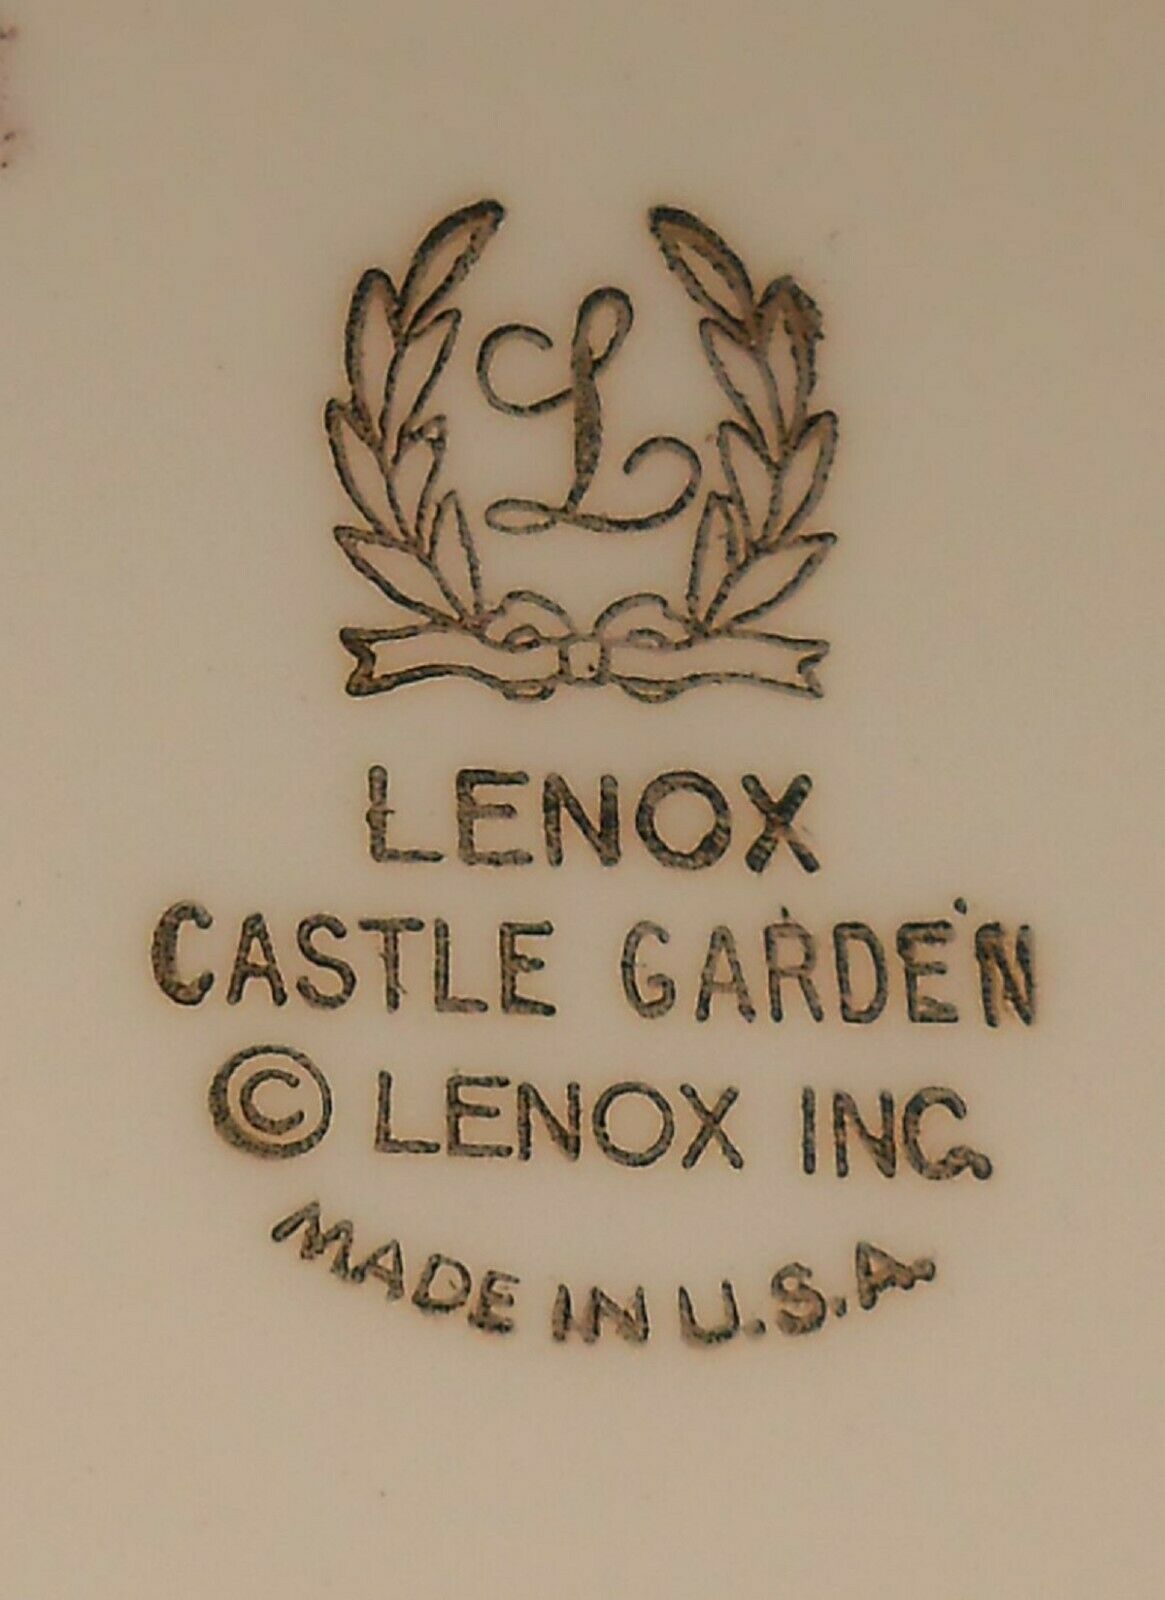 L
LENOX
CASTLE GARDEN
© LENOX INC.
MADE IN U.S.A.